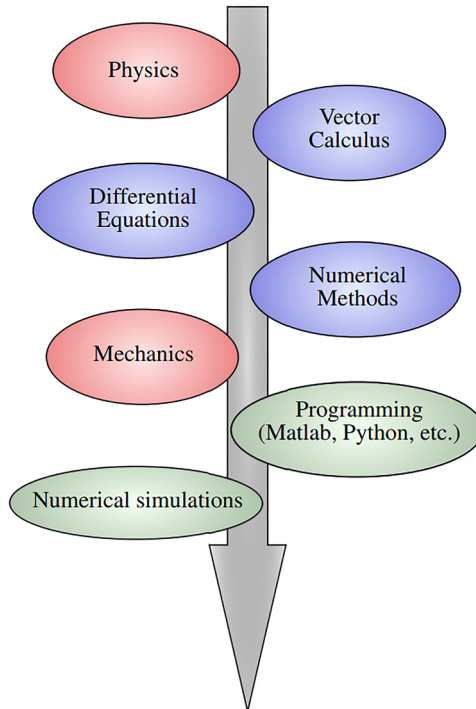 Physics
Vector
Calculus
Differential
Equations
Numerical
Methods
Mechanics
Programming
(Matlab, Python, etc.)
Numerical simulations